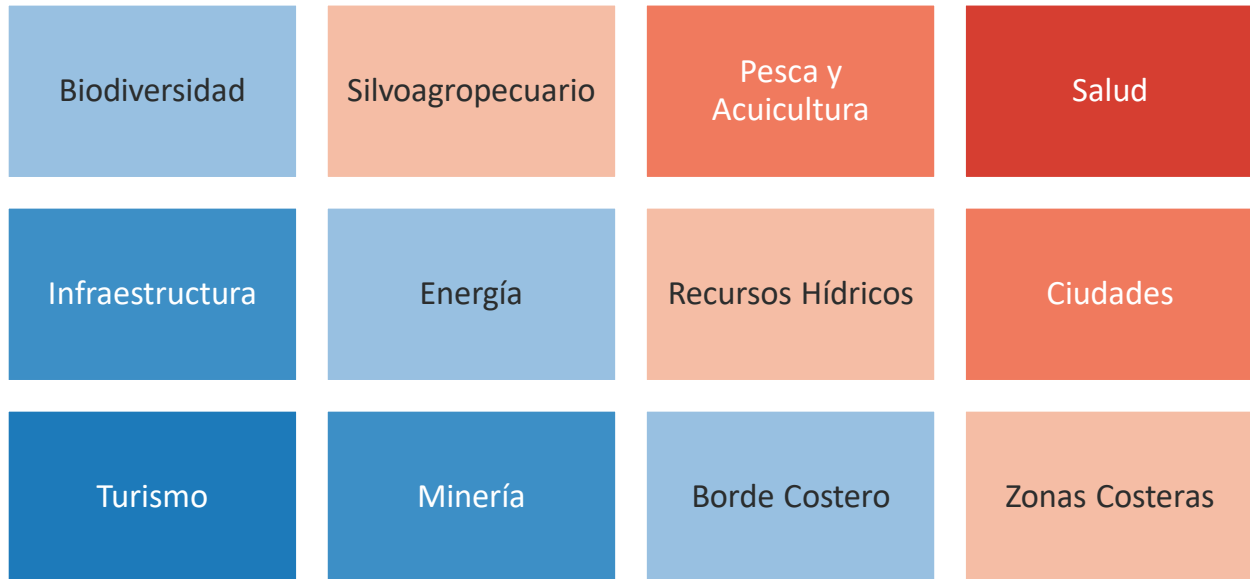 Biodiversidad
Silvoagropecuario
Pesca y
Acuicultura
Salud
Infraestructura
Energía
Recursos Hídricos
Ciudades
Turismo
Minería
Borde Costero
Zonas Costeras